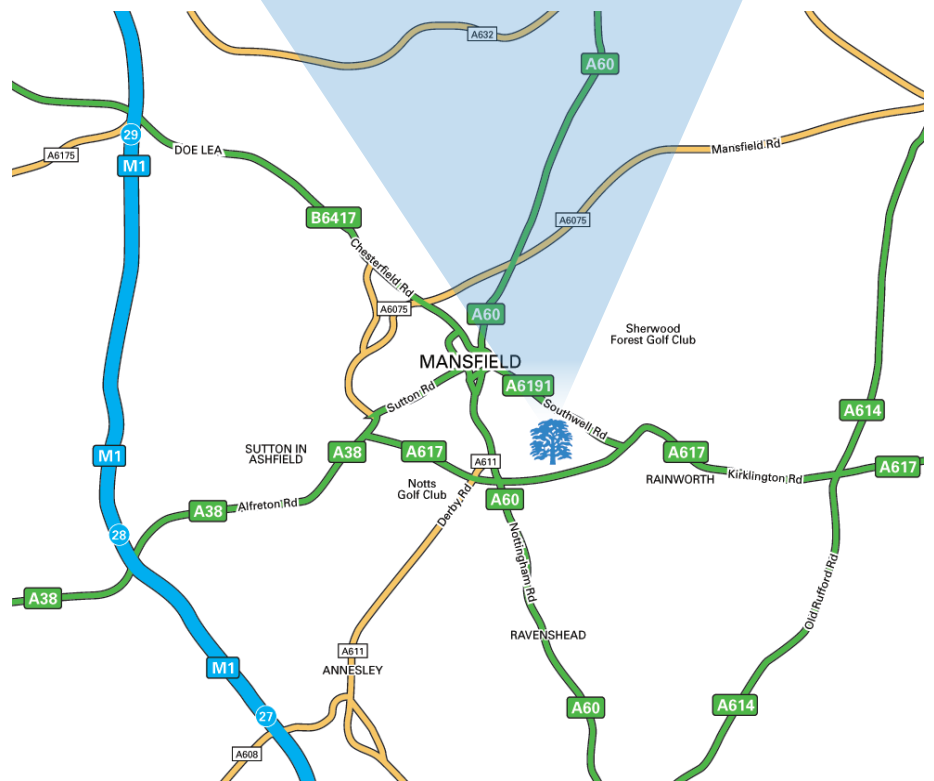 A632
A60
29
A6175
M1
DOE LEA
Mansfield Rd
B6417
A6075
Chesterfield Rd
A6075
A60
Sherwood
Forest Golf Club
MANSFIELD
A6191
Sutton Rd
Southwell Rd
A614
M1
SUTTON IN
ASHFIELD
A38
A617
A611
A617
A617
RAINWORTH
Kirklington Rd
Notts
Golf Club
A60
A38
Alfreton Rd
Derby Rd
28
Nottingham Rd
Old Rufford Rd
A38
RAVENSHEAD
A611
M1
ANNESLEY
A60
A614
27
A608